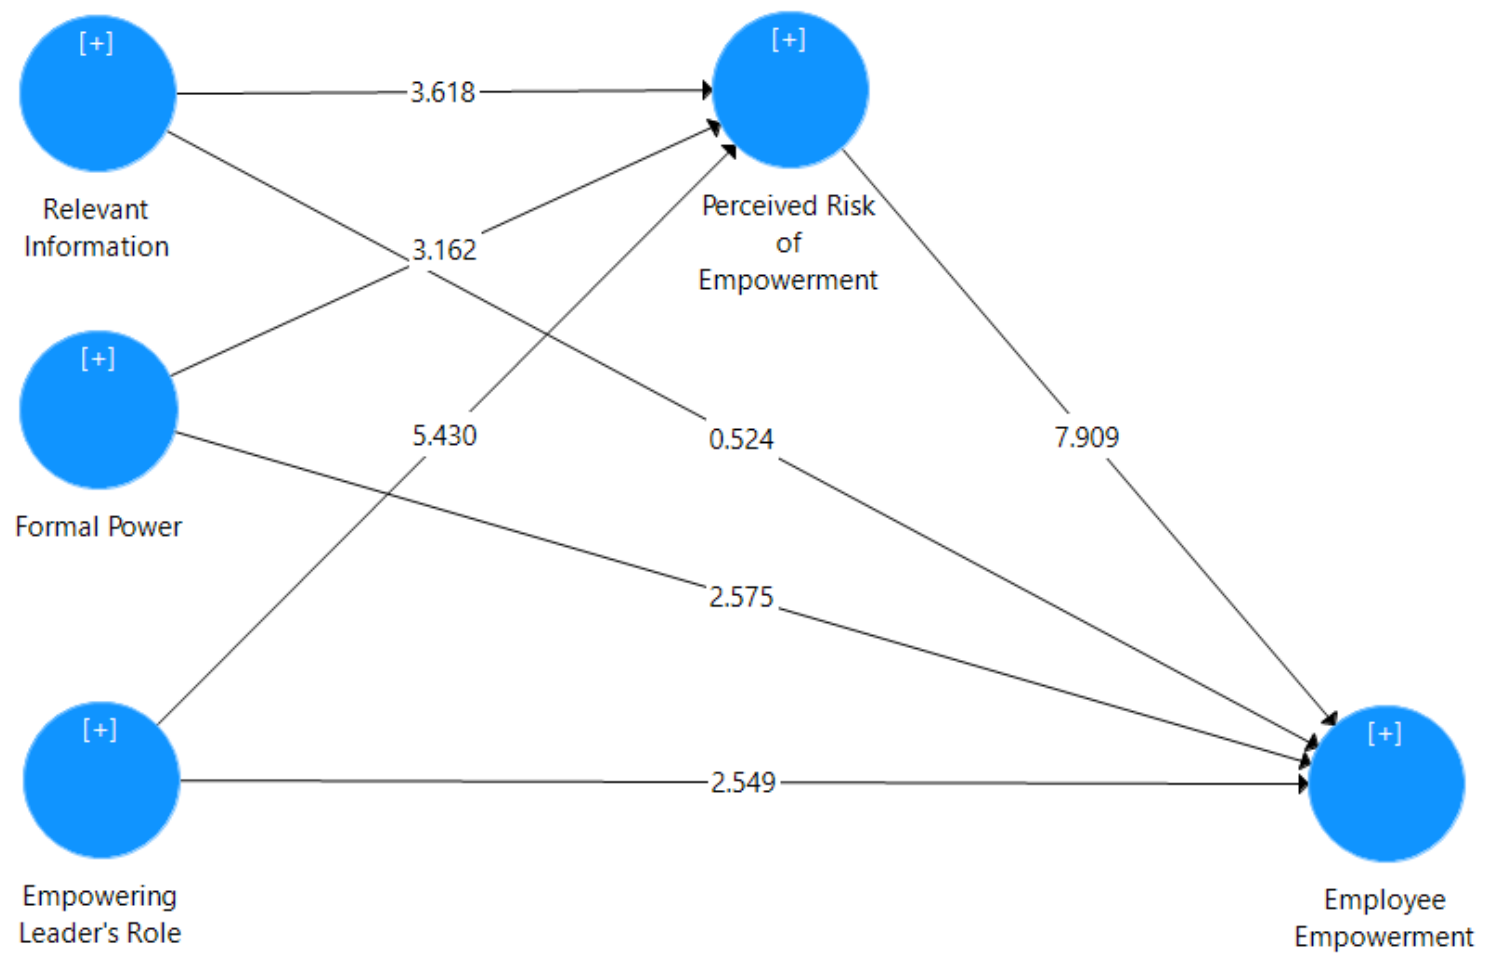 [+]
[+]
3.618
Relevant
Information
Perceived Risk
of
Empowerment
3.162
[+]
5.430
0.524
7.909
Formal Power
2.575
[+]
[+]
2.549
Empowering
Leader's Role
Employee
Empowerment